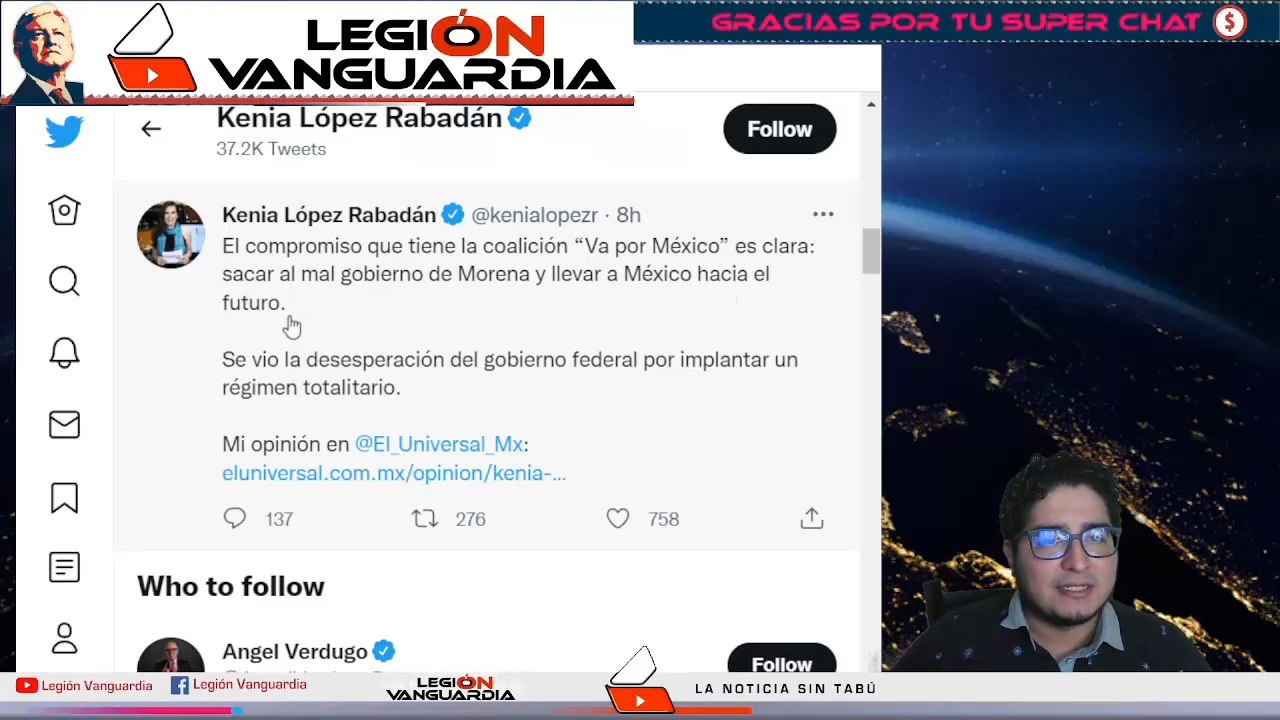 LEGIÓN
VANGUARDIA
GRACIAS POR TU SUPER CHAT $
Kenia López Rabadán
37.2K Tweets
Follow
Kenia López Rabadán @kenialopezr · 8h
El compromiso que tiene la coalición “Va por México” es clara:
sacar al mal gobierno de Morena y llevar a México hacia el
futuro.
Se vio la desesperación del gobierno federal por implantar un
régimen totalitario.
Mi opinión en @El_Universal_Mx:
eluniversal.com.mx/opinion/kenia-...
137 276 758
Who to follow
Angel Verdugo
Follow
Legión Vanguardia
Legión Vanguardia
LEGIÓN
VANGUARDIA
LA NOTICIA SIN TABÚ